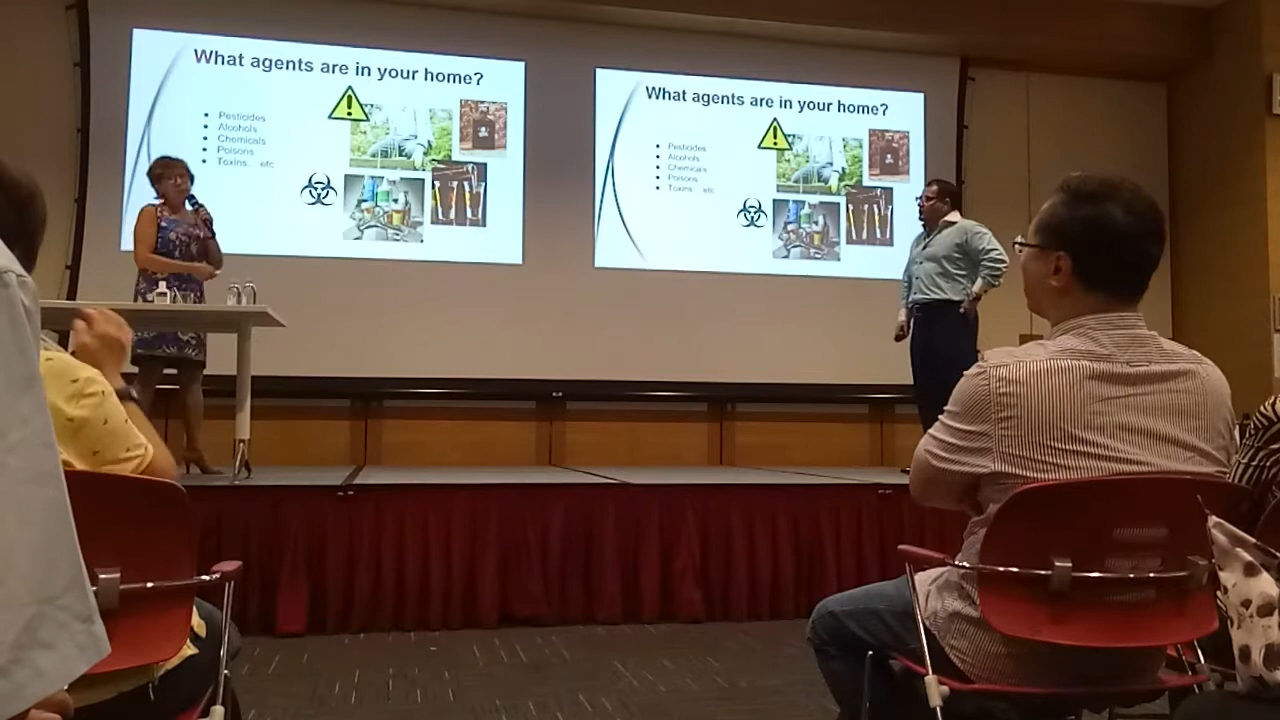 What agents are in your home?
Pesticides
Alcohols
Chemicals
Poisons
Toxins... etc
What agents are in your home?
Pesticides
Alcohols
Chemicals
Poisons
Toxins... etc